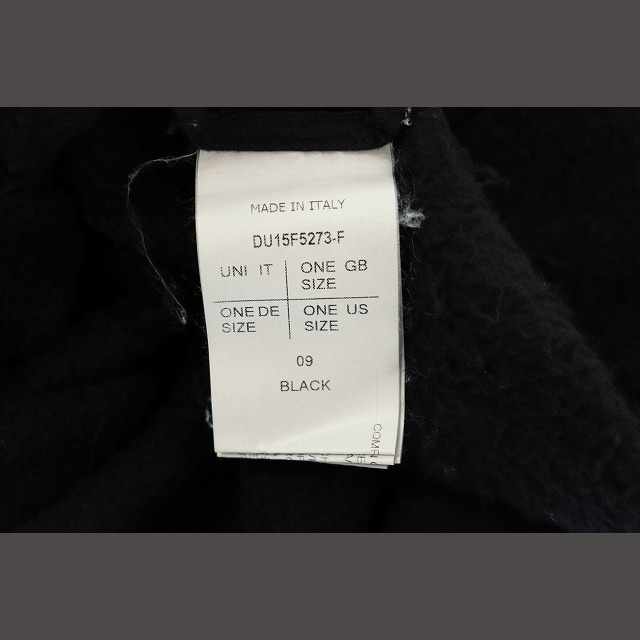 MADE IN ITALY
DU15F5273-F
UNI IT ONE GB
SIZE
ONE DE ONE US
SIZE SIZE
09
BLACK